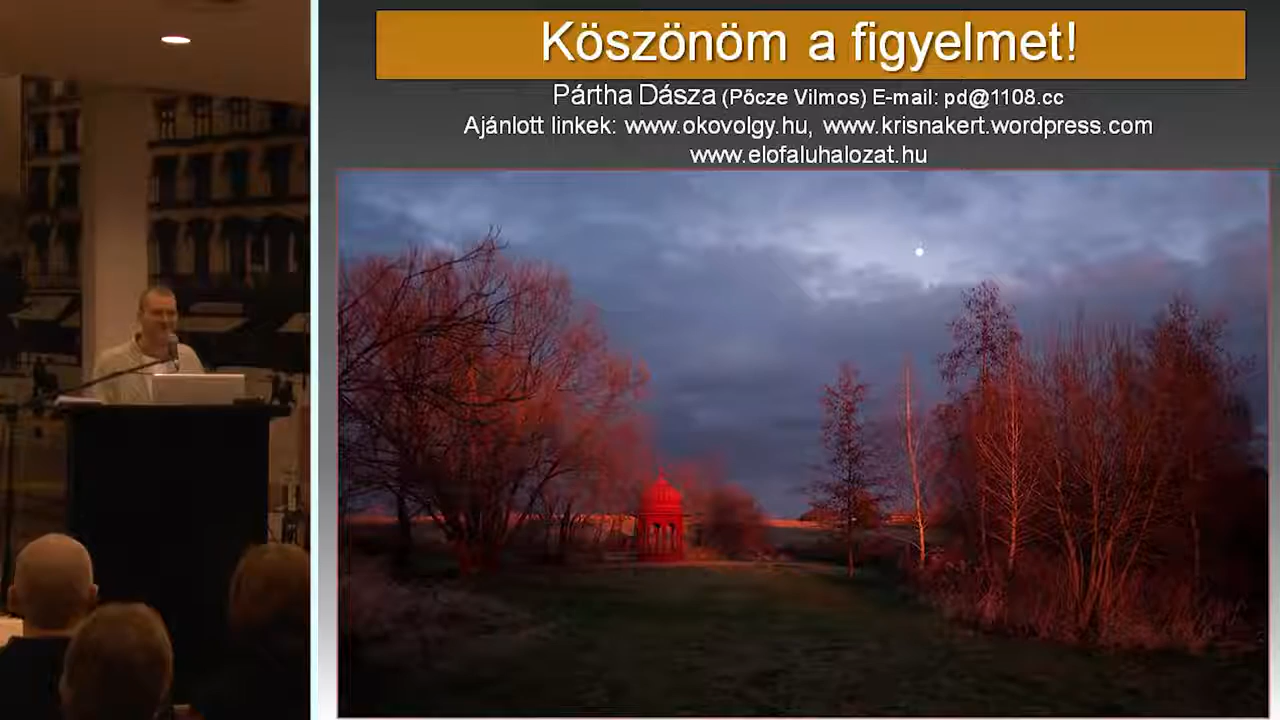 Köszönöm a figyelmet!
Pártha Dásza (Pőcze Vilmos) E-mail: pd@1108.cc
Ajánlott linkek: www.okovolgy.hu, www.krisnakert.wordpress.com
www.elofaluhalozat.hu